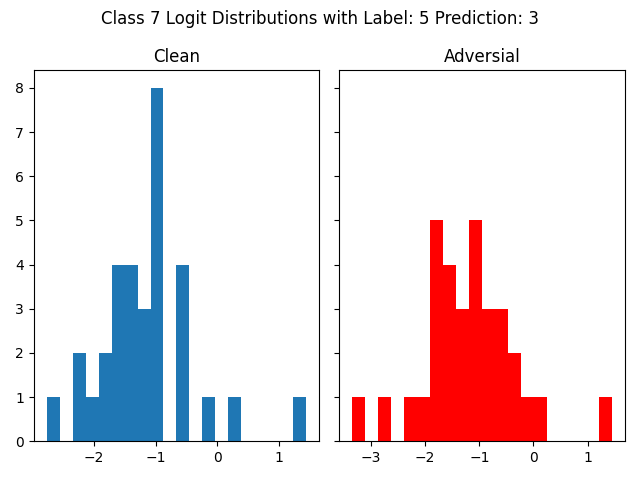 Class 7 Logit Distributions with Label: 5 Prediction: 3
Clean
Adversial
8
7
6
5
4
3
2
1
0
−2 −1 0 1
−3 −2 −1 0 1